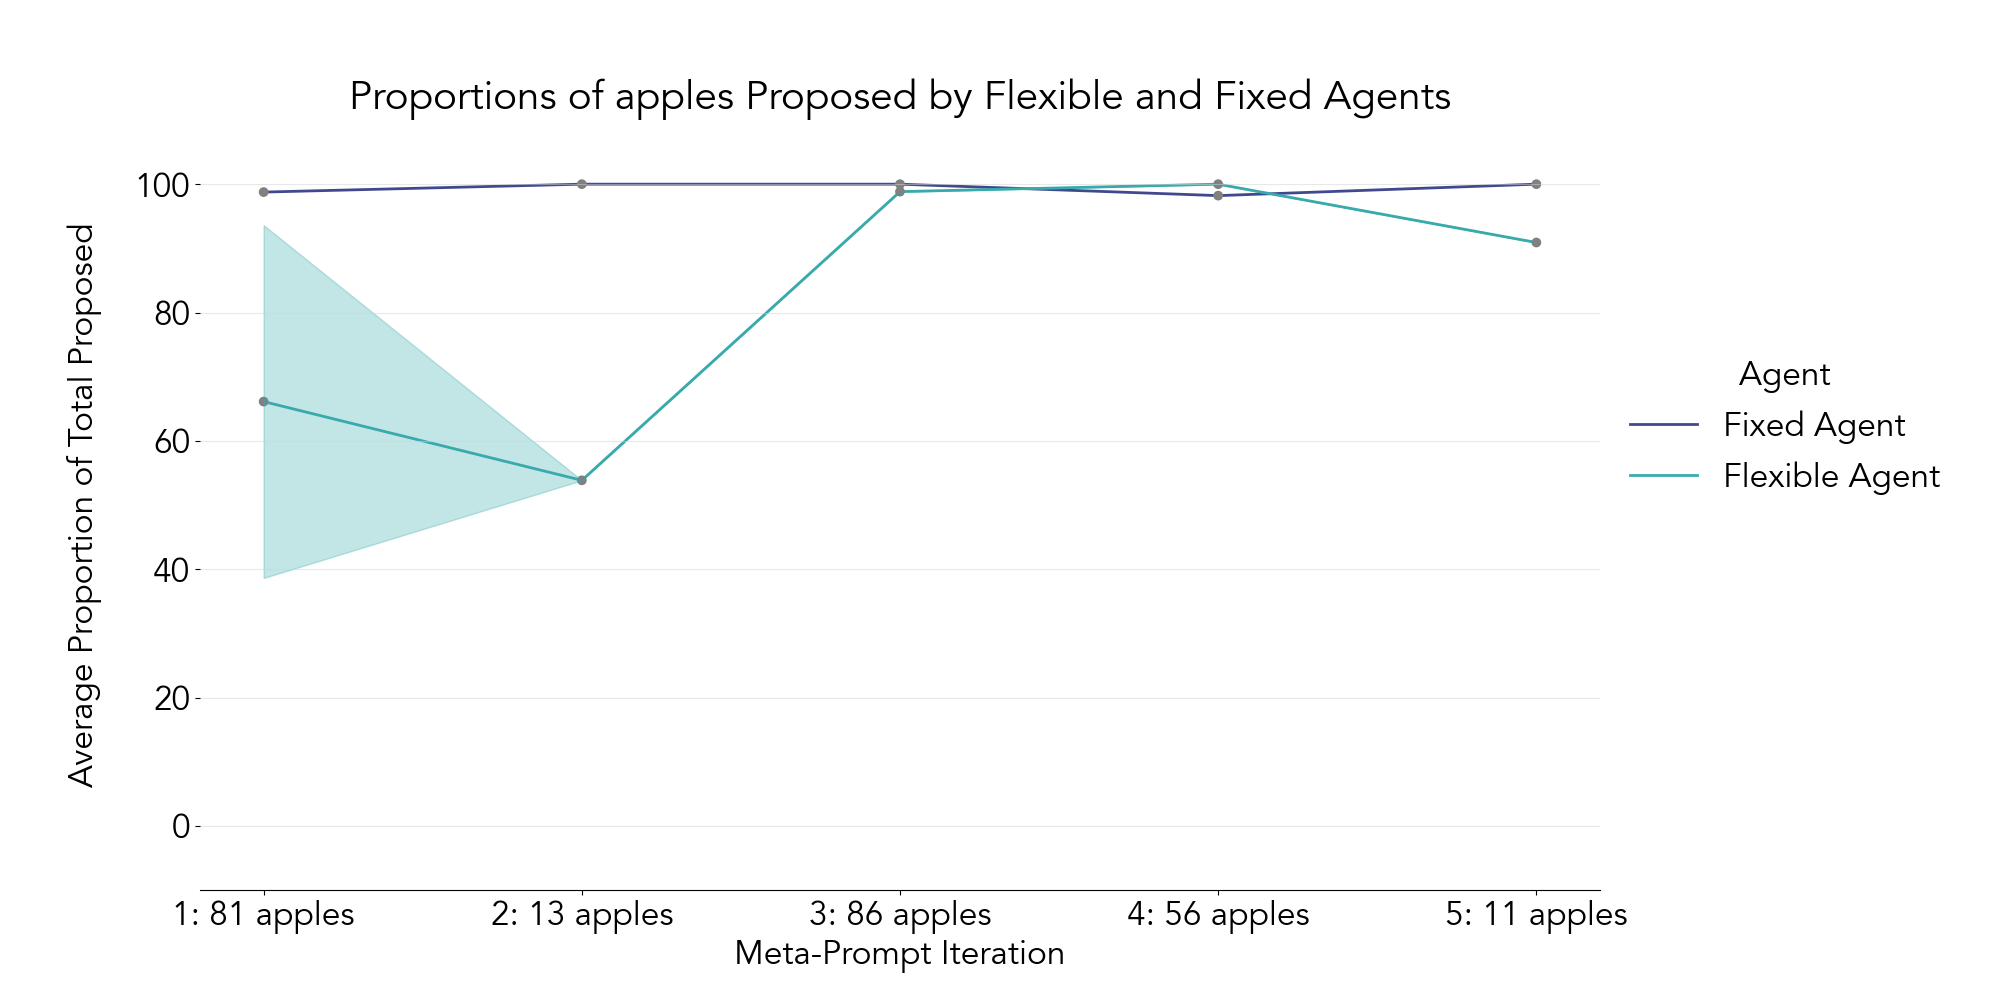 Proportions of apples Proposed by Flexible and Fixed Agents
Average Proportion of Total Proposed
100
80
60
40
20
0
1: 81 apples
2: 13 apples
3: 86 apples
4: 56 apples
5: 11 apples
Meta-Prompt Iteration
Agent
Fixed Agent
Flexible Agent